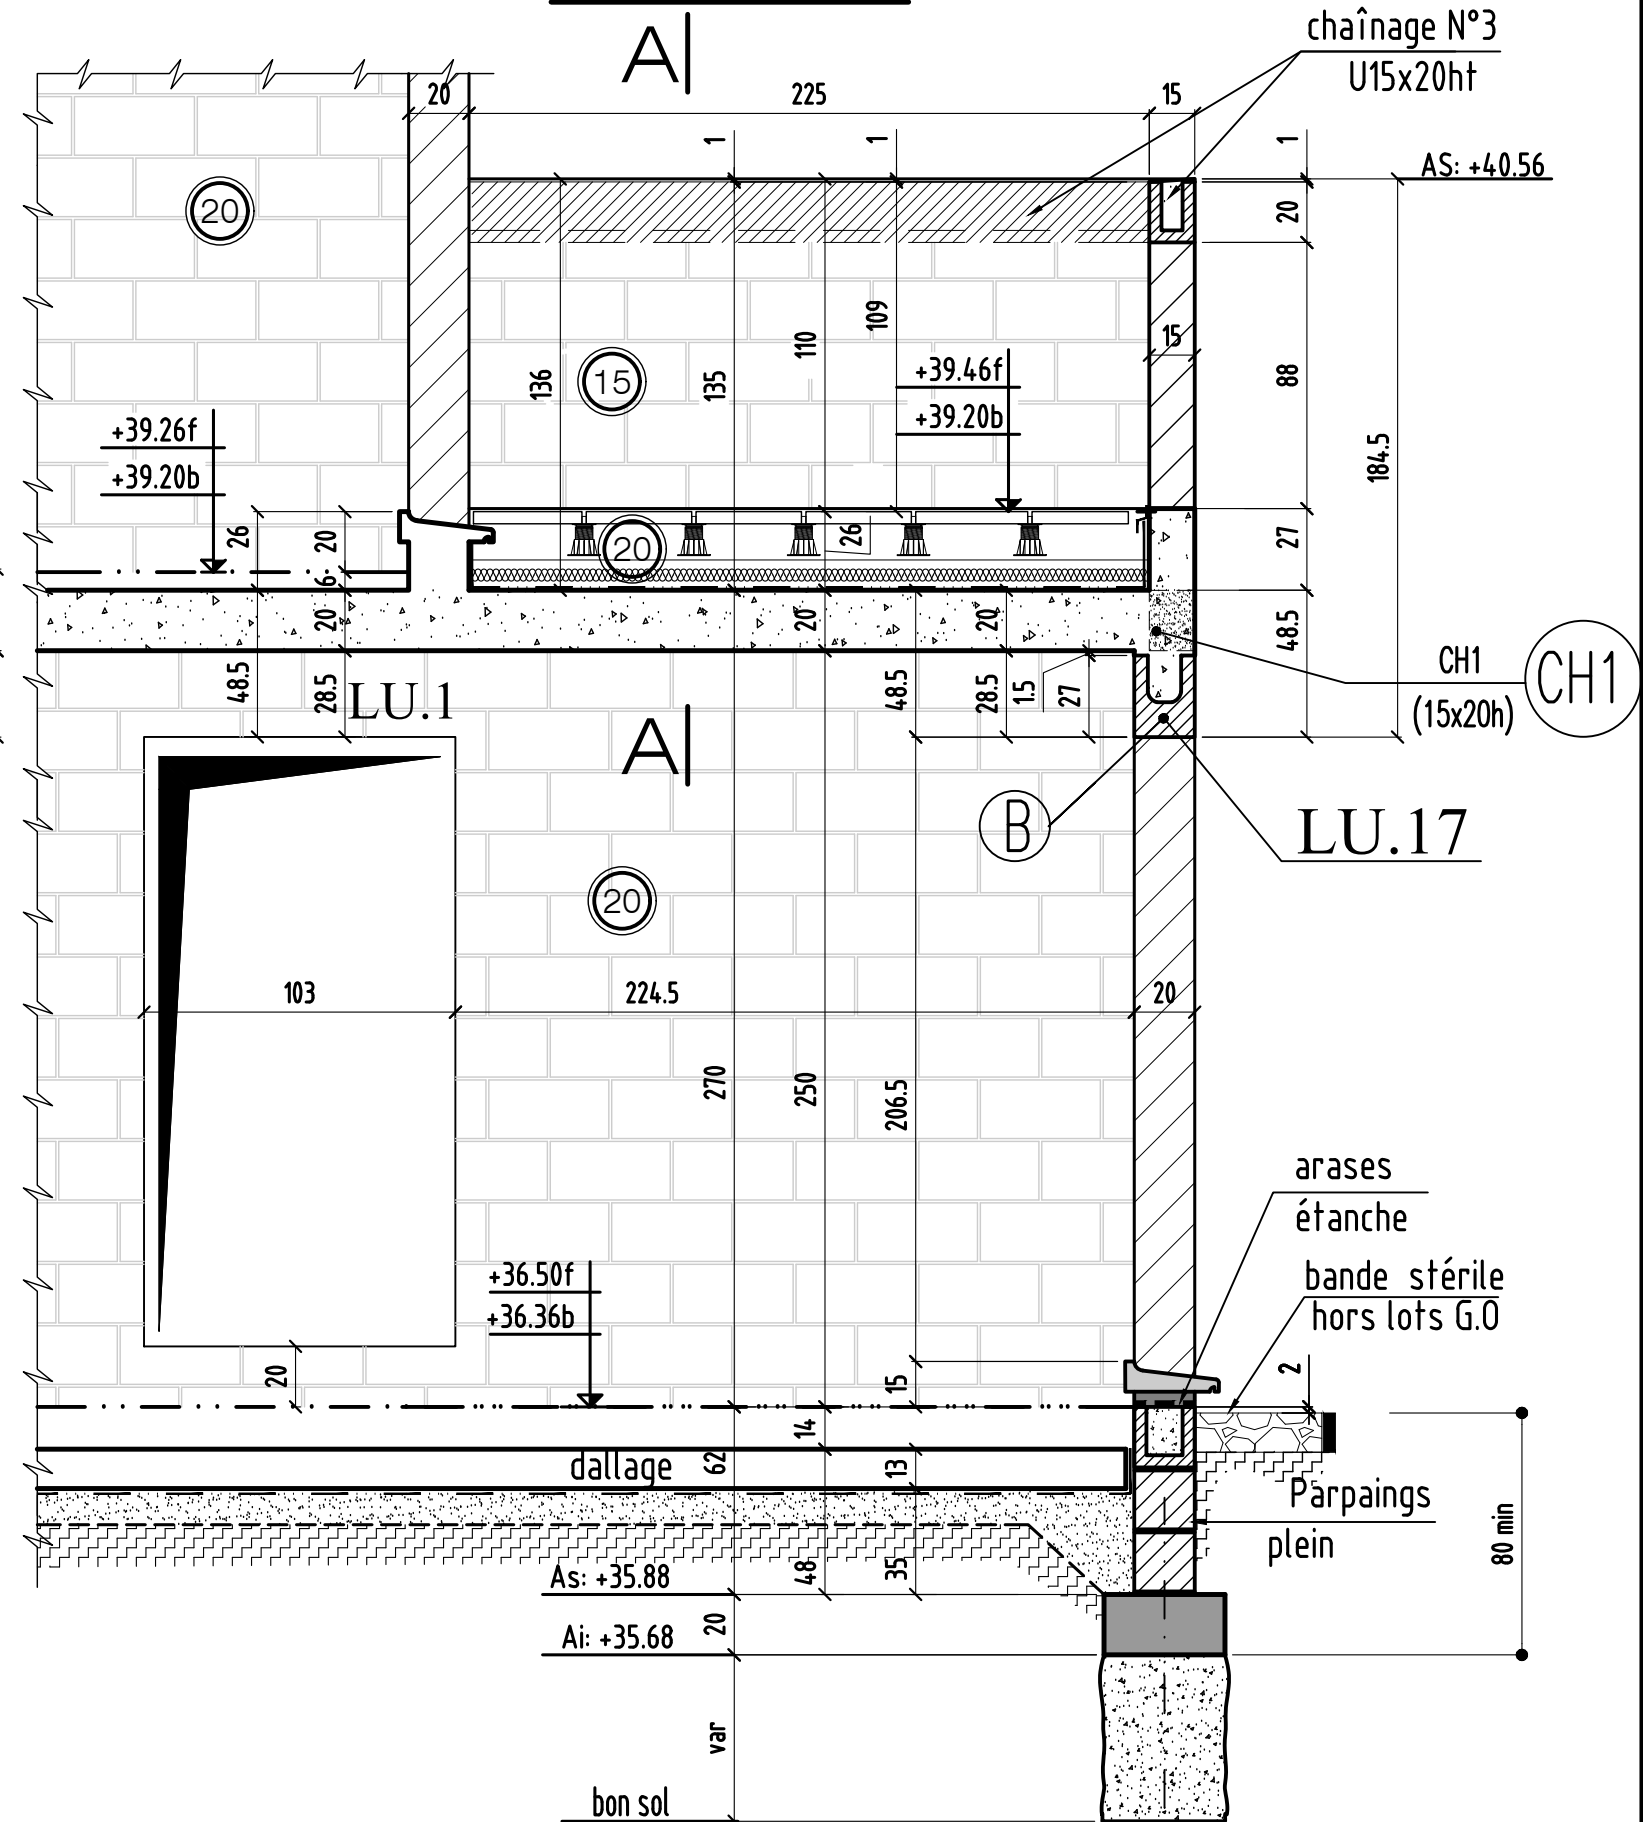 A
chaînage N°3
U15x20ht
20
225
15
1
1
1
AS: +40.56
20
20
136
15
135
110
109
15
88
184.5
+39.46f
+39.20b
+39.26f
+39.20b
26
20
6
20
26
27
20
20
20
48.5
CH1
(15x20h)
CH1
48.5
28.5
LU.1
A
48.5
28.5
1.5
27
B
LU.17
20
103
224.5
20
270
250
206.5
arases
étanche
bande stérile
hors lots G.O
+36.50f
+36.36b
20
15
2
14
dallage
62
13
Parpaings
plein
80 min
As: +35.88
48
35
Ai: +35.68
20
var
bon sol